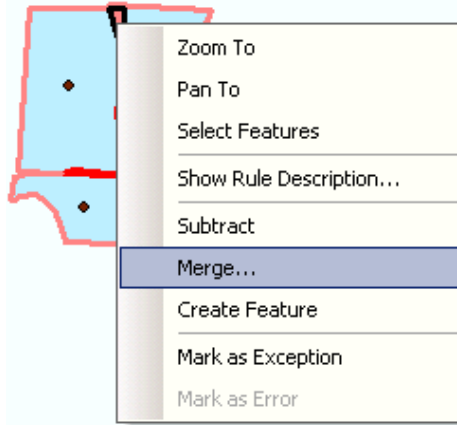 Zoom To
Pan To
Select Features
Show Rule Description...
Subtract
Merge...
Create Feature
Mark as Exception
Mark as Error